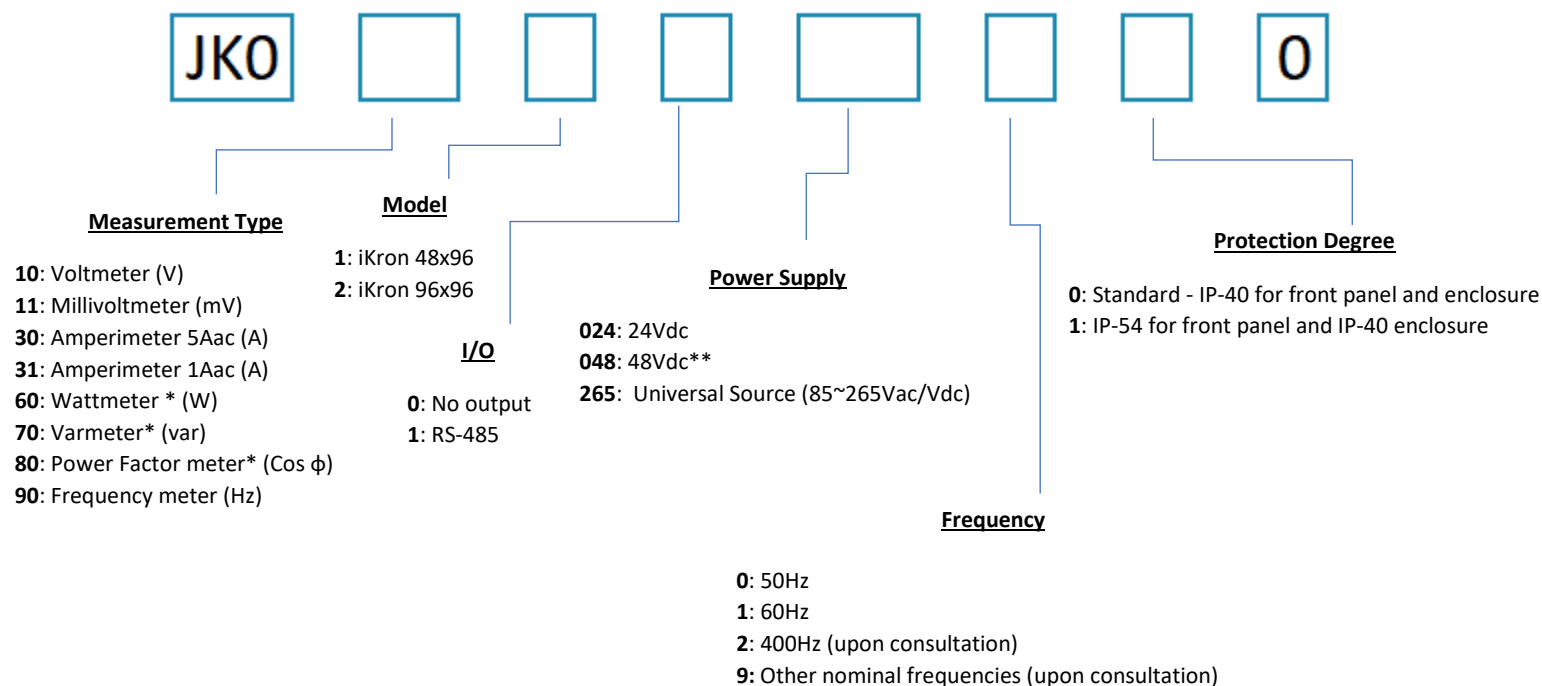 JK0 0
Measurement Type
10: Voltmeter (V)
11: Millivoltmeter (mV)
30: Amperimeter 5Aac (A)
31: Amperimeter 1Aac (A)
60: Wattmeter * (W)
70: Varmeter* (var)
80: Power Factor meter* (Cos ф)
90: Frequency meter (Hz)
Model
1: iKron 48x96
2: iKron 96x96
I/O
0: No output
1: RS-485
Power Supply
024: 24Vdc
048: 48Vdc**
265: Universal Source (85~265Vac/Vdc)
Frequency
0: 50Hz
1: 60Hz
2: 400Hz (upon consultation)
9: Other nominal frequencies (upon consultation)
Protection Degree
0: Standard - IP-40 for front panel and enclosure
1: IP-54 for front panel and IP-40 enclosure